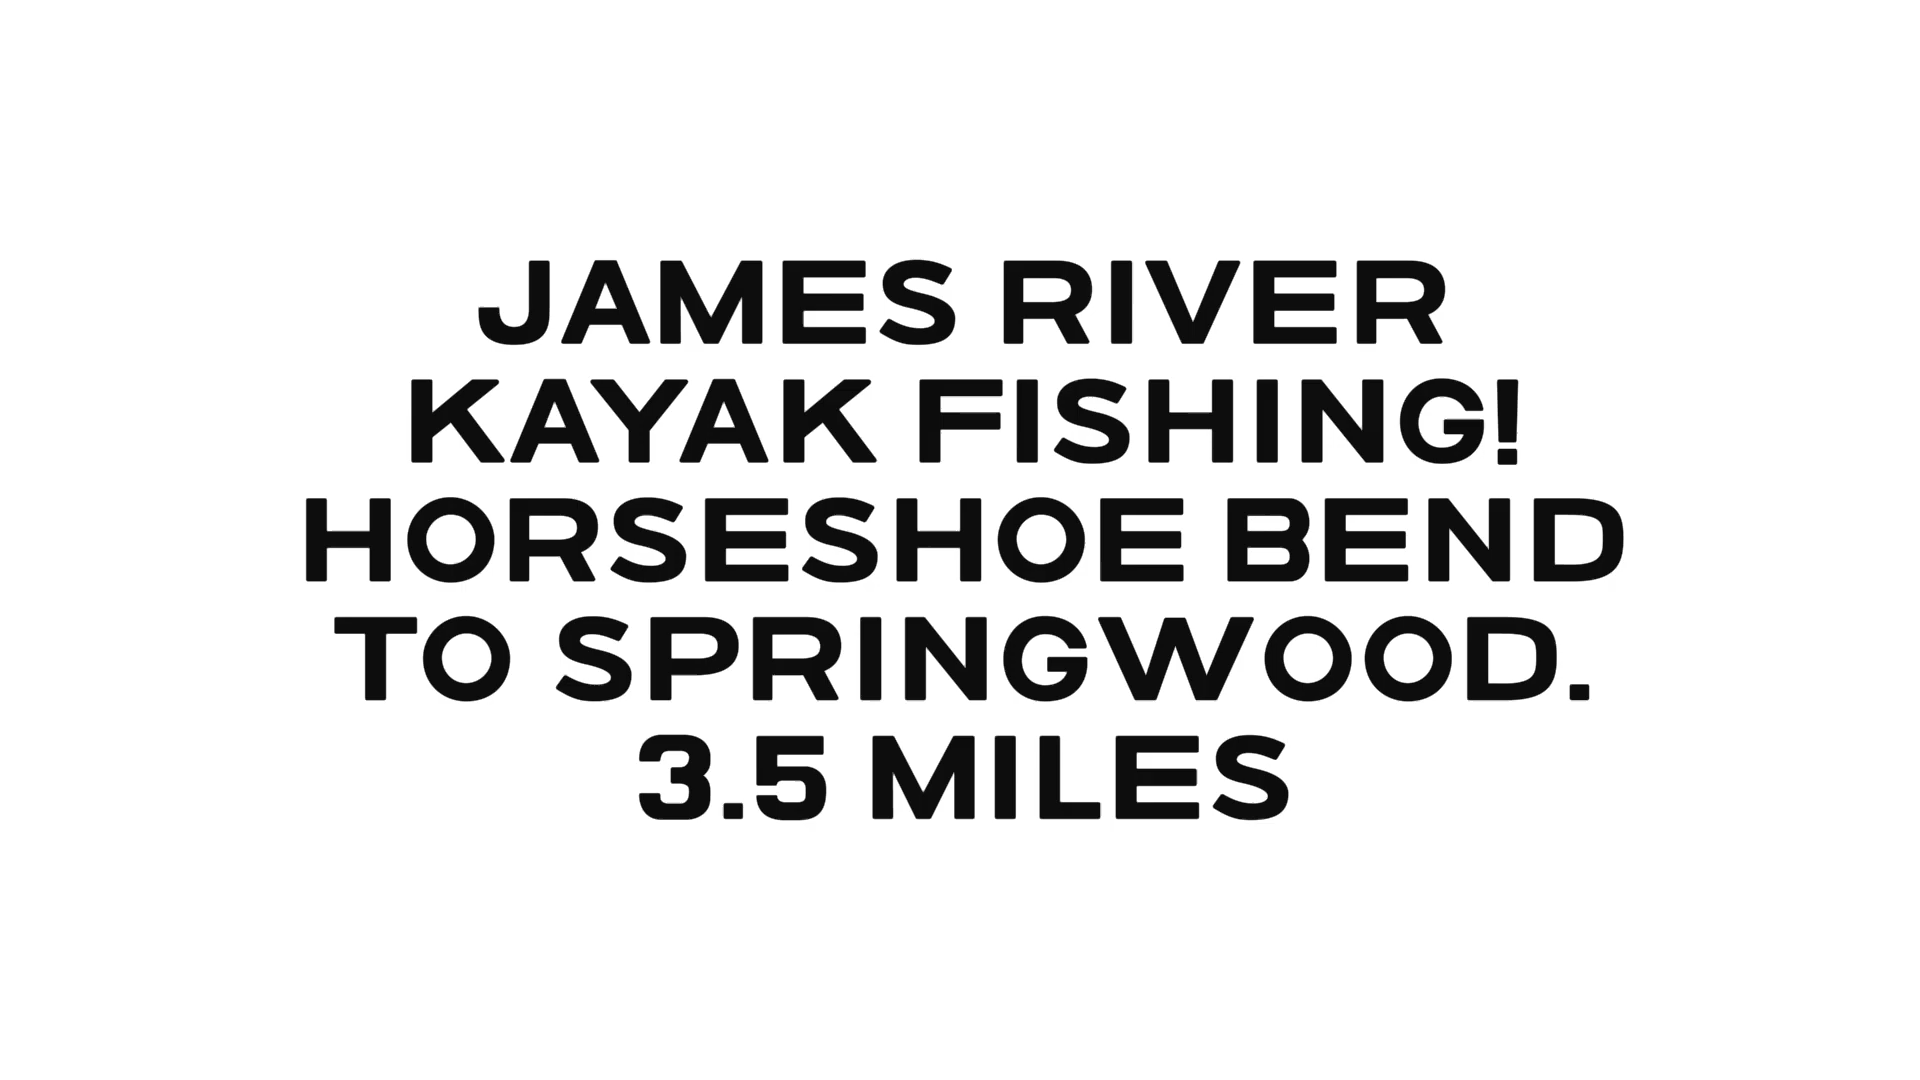 JAMES RIVER
KAYAK FISHING!
HORSESHOE BEND
TO SPRINGWOOD.
3.5 MILES